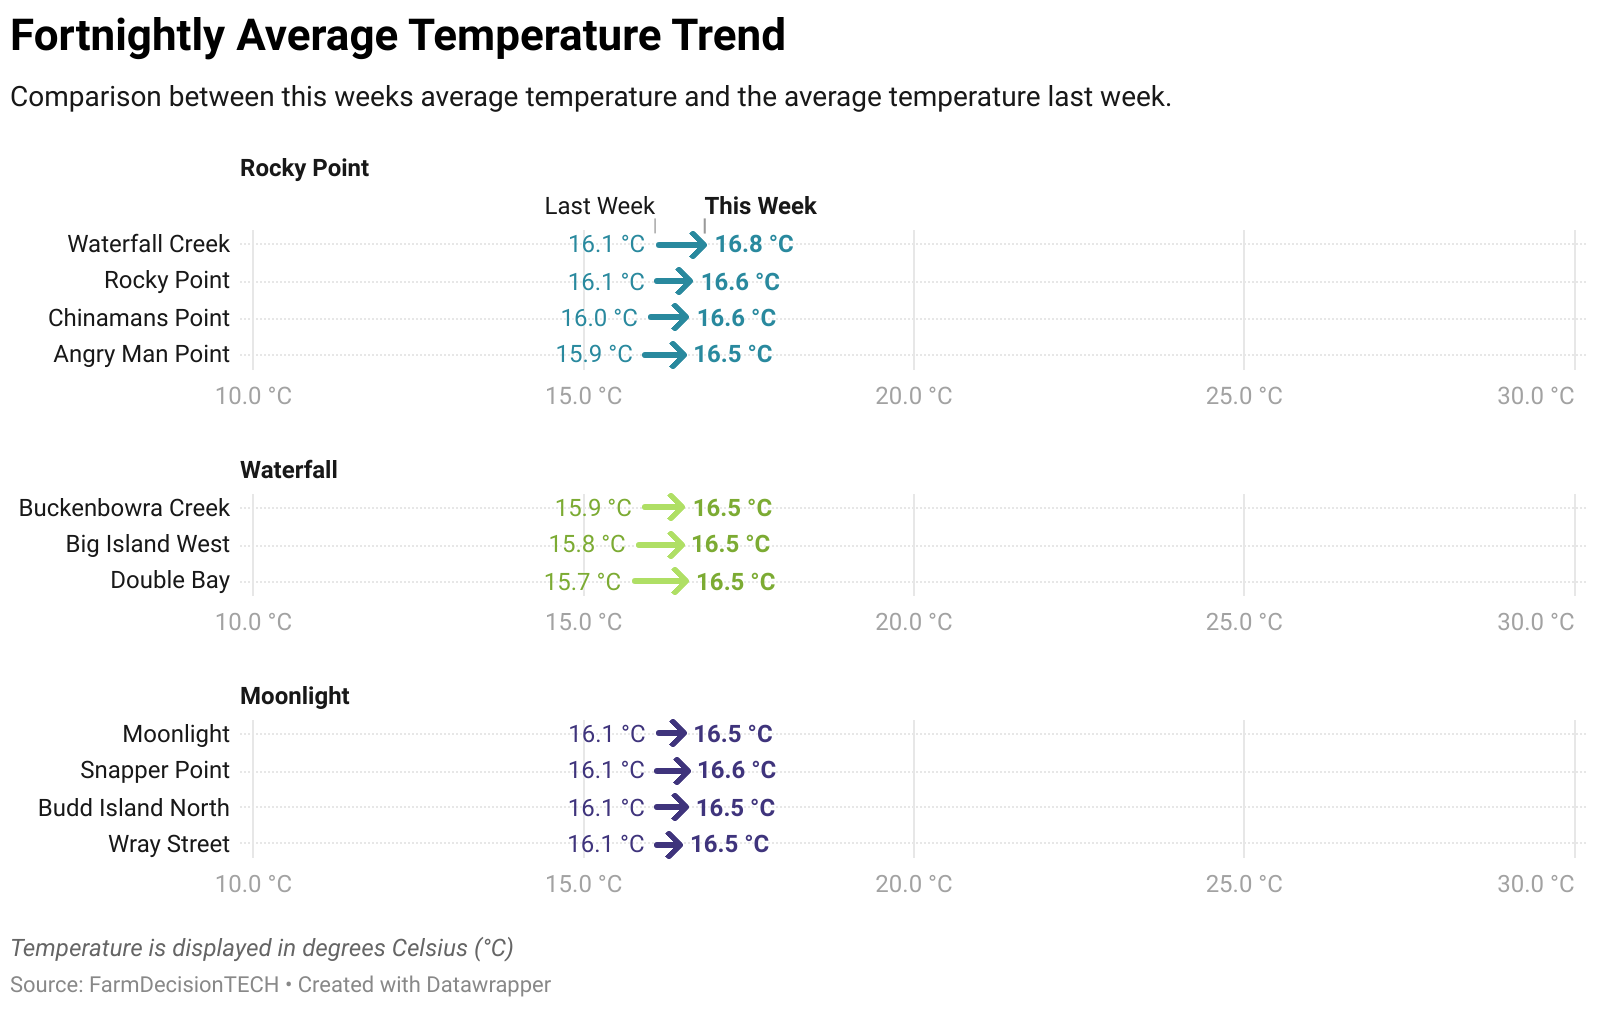 Fortnightly Average Temperature Trend
Comparison between this weeks average temperature and the average temperature last week.
Rocky Point
Last Week This Week
Waterfall Creek 16.1 °C 16.8 °C
Rocky Point 16.1 °C 16.6 °C
Chinamans Point 16.0 °C 16.6 °C
Angry Man Point 15.9 °C 16.5 °C
10.0 °C 15.0 °C 20.0 °C 25.0 °C 30.0 °C
Waterfall
Buckenbowra Creek 15.9 °C 16.5 °C
Big Island West 15.8 °C 16.5 °C
Double Bay 15.7 °C 16.5 °C
10.0 °C 15.0 °C 20.0 °C 25.0 °C 30.0 °C
Moonlight
Moonlight 16.1 °C 16.5 °C
Snapper Point 16.1 °C 16.6 °C
Budd Island North 16.1 °C 16.5 °C
Wray Street 16.1 °C 16.5 °C
10.0 °C 15.0 °C 20.0 °C 25.0 °C 30.0 °C
Temperature is displayed in degrees Celsius (°C)
Source: FarmDecisionTECH • Created with Datawrapper